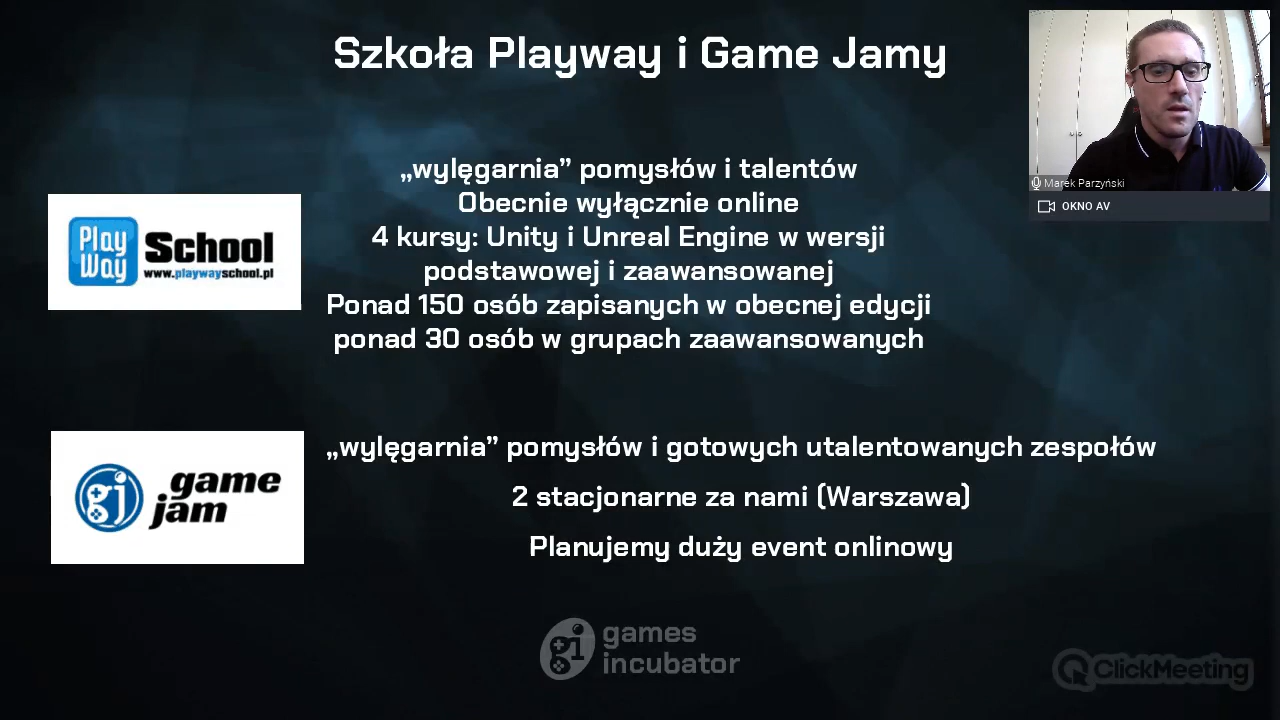 Szkoła Playway i Game Jamy
Marek Parzyński
OKNO AV
„wylęgarnia” pomysłów i talentów
Obecnie wyłącznie online
4 kursy: Unity i Unreal Engine w wersji
podstawowej i zaawansowanej
Ponad 150 osób zapisanych w obecnej edycji
ponad 30 osób w grupach zaawansowanych
Play
Way
School
www.playwayschool.pl
„wylęgarnia” pomysłów i gotowych utalentowanych zespołów
2 stacjonarne za nami (Warszawa)
Planujemy duży event onlinowy
gj
game
jam
gi
games
incubator
ClickMeeting